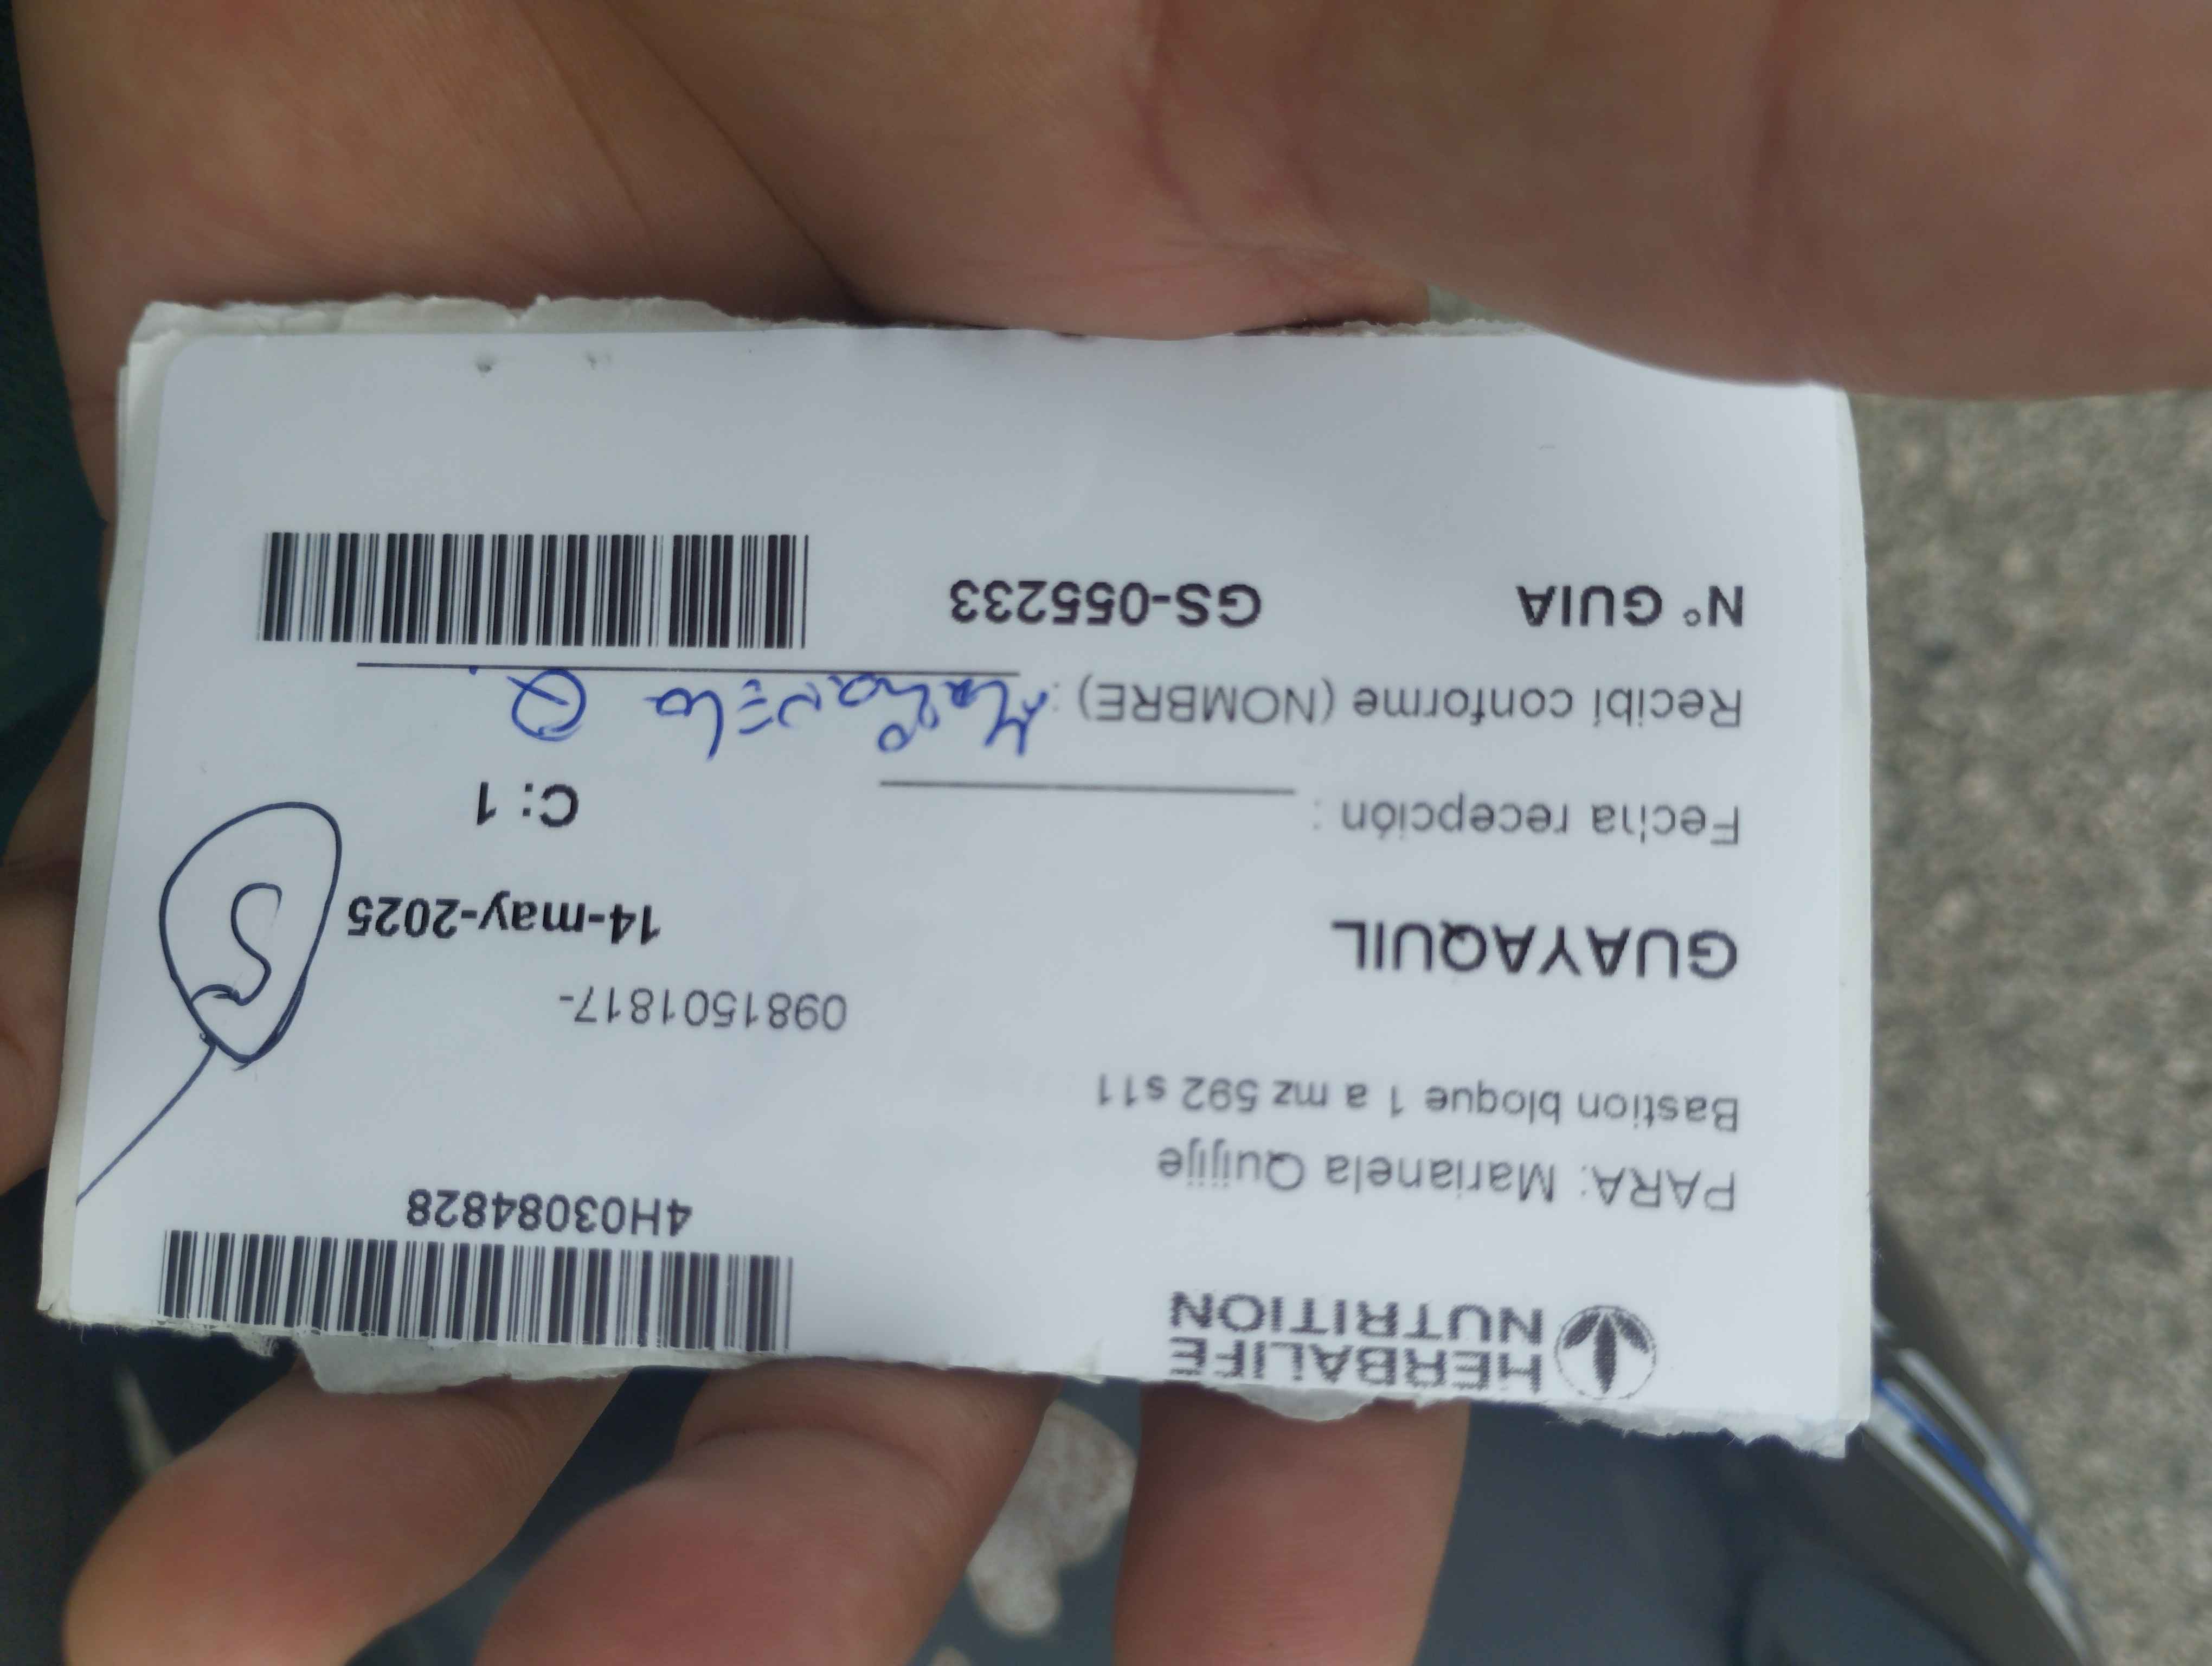 HERBALIFE
NUTRITION
4H03084828
PARA: Marianela Quijije
Bastion bloque 1 a mz 592 s11
0981501817-
GUAYAQUIL
14-may-2025
S
Fecha recepción :
C: 1
Recibí conforme (NOMBRE) : Marianela Q.
N° GUIA GS-055233